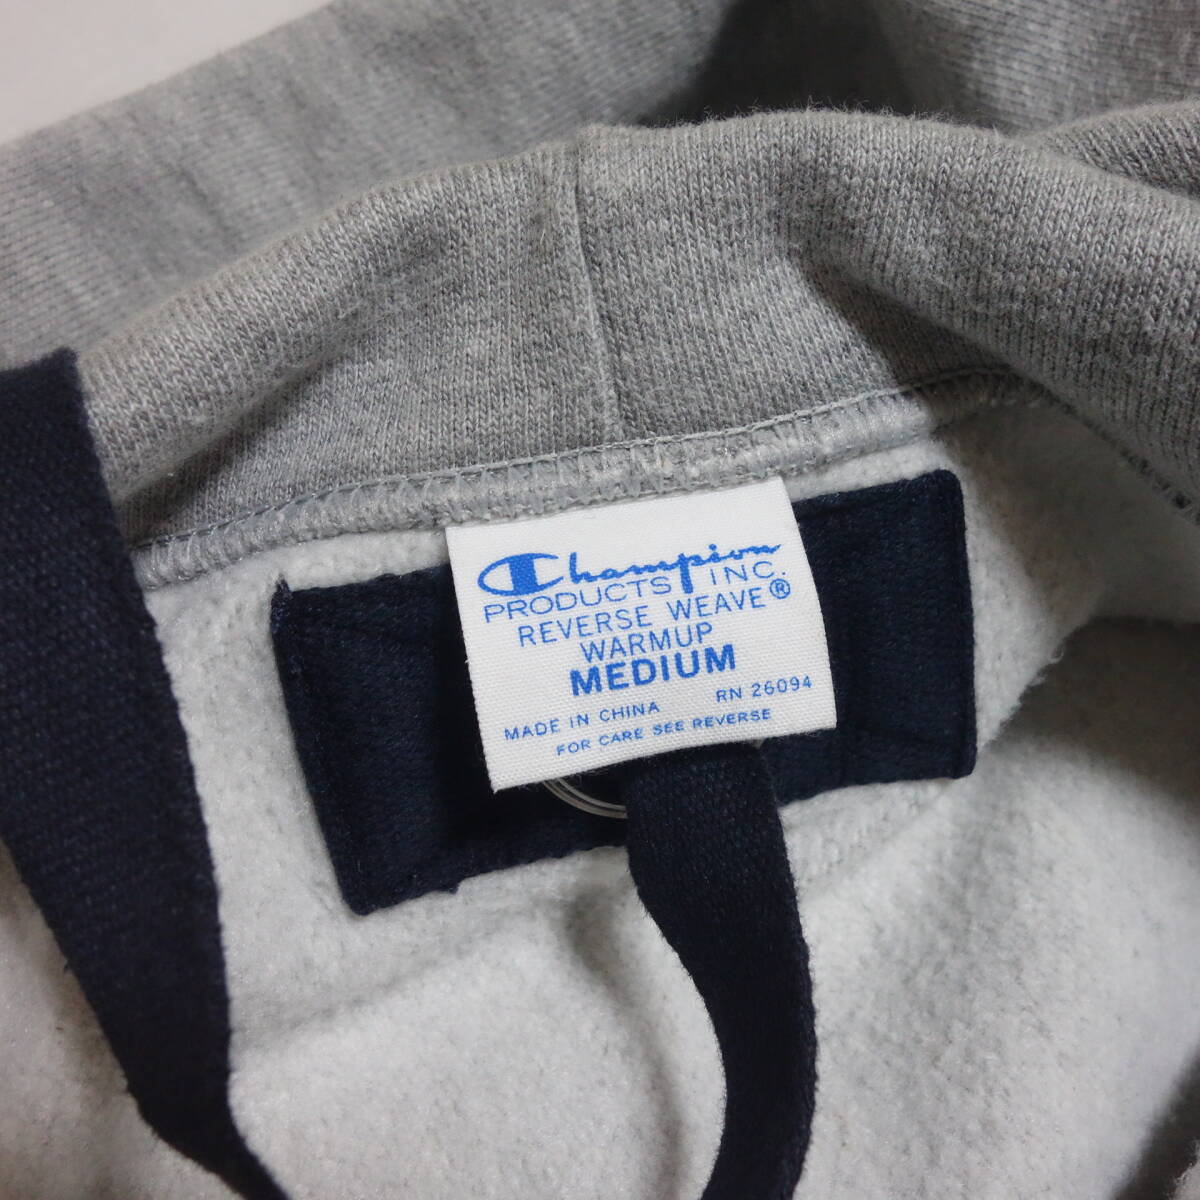 Champion
PRODUCTS INC.
REVERSE WEAVE®
WARMUP
MEDIUM
RN 26094
MADE IN CHINA
FOR CARE SEE REVERSE